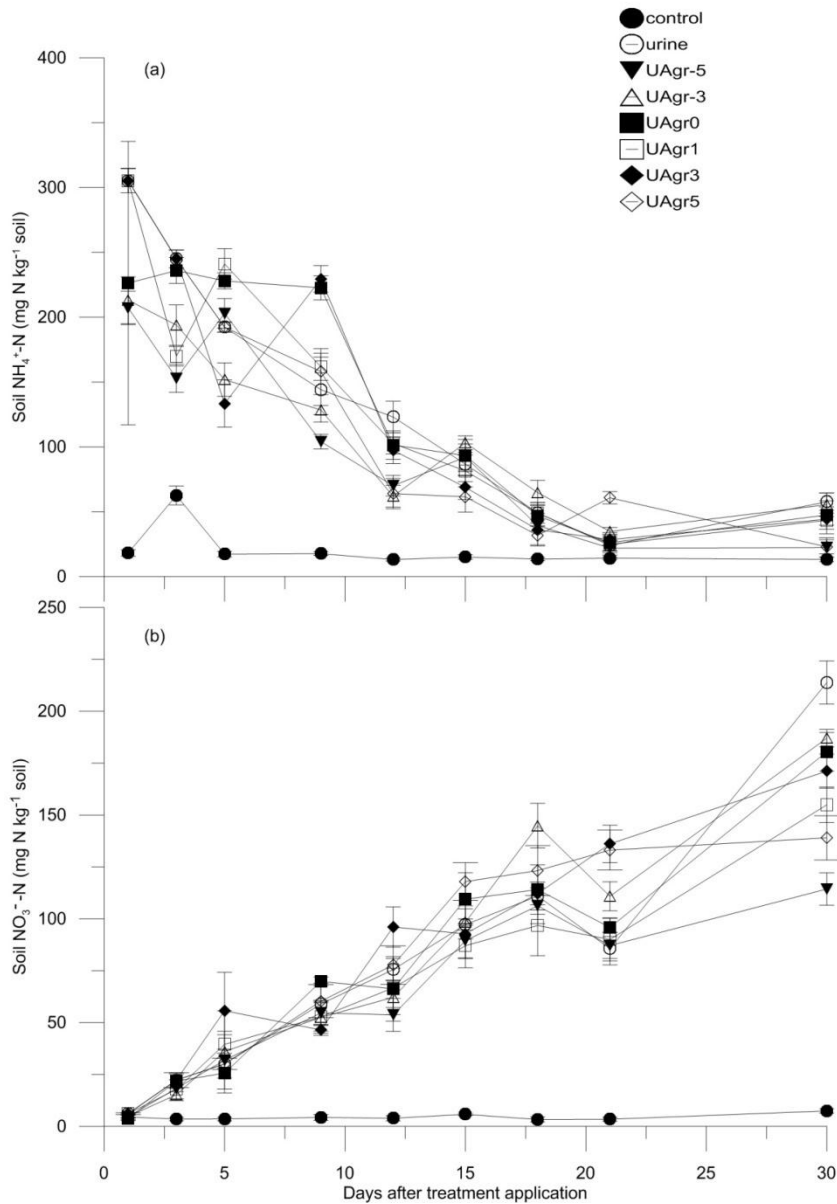 control
urine
UAgr-5
UAgr-3
UAgr0
UAgr1
UAgr3
UAgr5
(a)
400
300
200
100
0
Soil NH₄⁺-N (mg N kg⁻¹ soil)
(b)
250
200
150
100
50
0
Soil NO₃⁻-N (mg N kg⁻¹ soil)
0 5 10 15 20 25 30
Days after treatment application